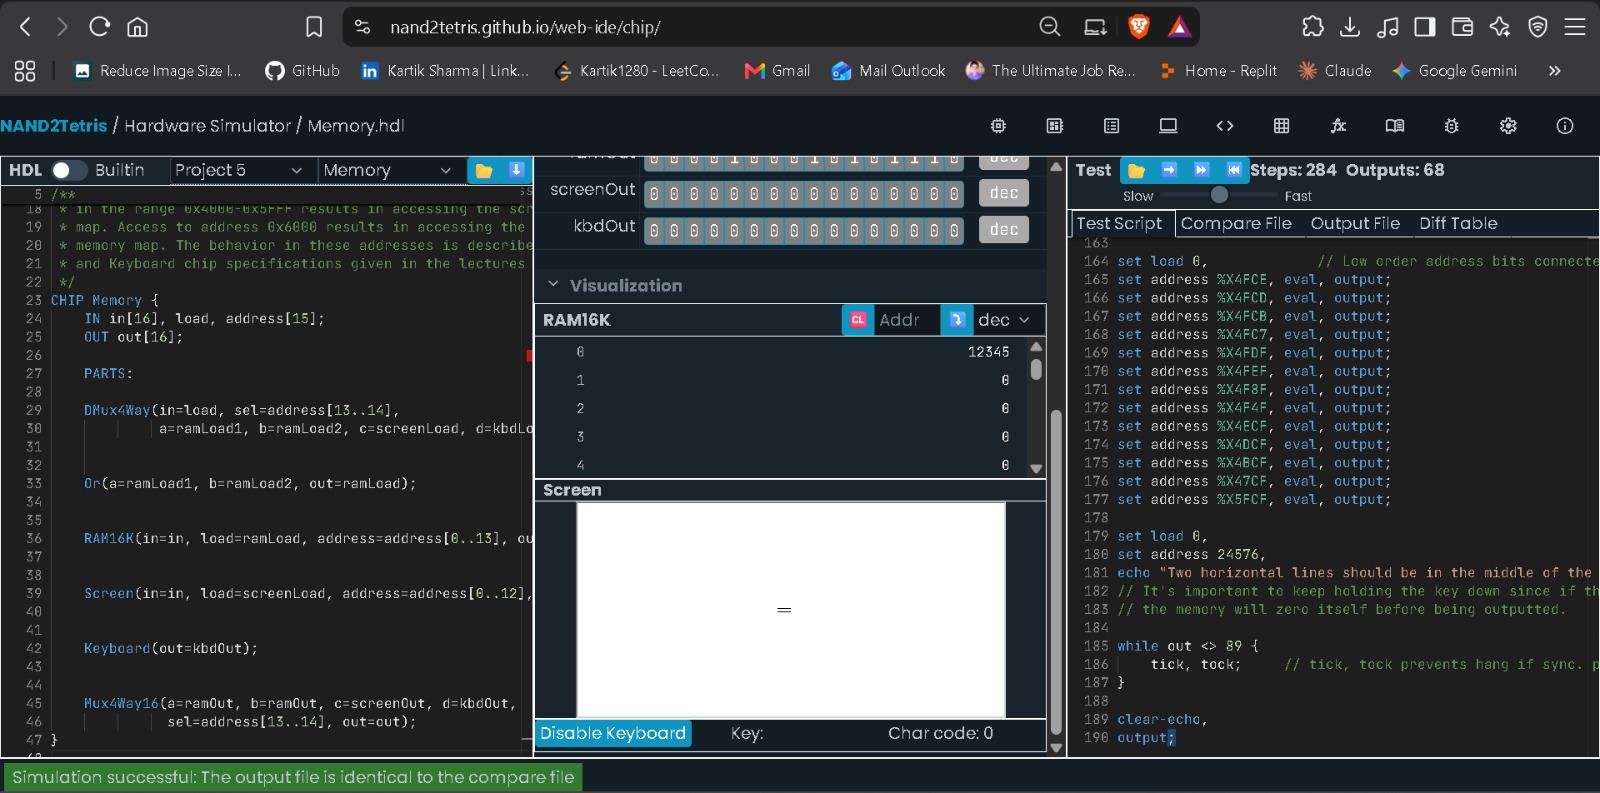 nand2tetris.github.io/web-ide/chip/
Reduce Image Size I... GitHub Kartik Sharma | Link... Kartik1280 - LeetCo... Gmail Mail Outlook The Ultimate Job Re... Home - Replit Claude Google Gemini
NAND2Tetris / Hardware Simulator / Memory.hdl
HDL Builtin Project 5 Memory
5 /**
18 * in the range 0x4000-0x5FFF results in accessing the scr
19 * map. Access to address 0x6000 results in accessing the
20 * memory map. The behavior in these addresses is describe
21 * and Keyboard chip specifications given in the lectures
22 */
23 CHIP Memory {
24 IN in[16], load, address[15];
25 OUT out[16];
26
27 PARTS:
28
29 DMux4Way(in=load, sel=address[13..14],
30 a=ramLoad1, b=ramLoad2, c=screenLoad, d=kbdLo
31
32
33 Or(a=ramLoad1, b=ramLoad2, out=ramLoad);
34
35
36 RAM16K(in=in, load=ramLoad, address=address[0..13], ou
37
38
39 Screen(in=in, load=screenLoad, address=address[0..12],
40
41
42 Keyboard(out=kbdOut);
43
44
45 Mux4Way16(a=ramOut, b=ramOut, c=screenOut, d=kbdOut,
46 sel=address[13..14], out=out);
47 }
ramOut 0 0 0 0 1 0 0 0 1 0 1 0 1 1 1 0 dec
screenOut 0 0 0 0 0 0 0 0 0 0 0 0 0 0 0 0 dec
kbdOut 0 0 0 0 0 0 0 0 0 0 0 0 0 0 0 0 dec
Visualization
RAM16K CL Addr dec
0 12345
1 0
2 0
3 0
4 0
Screen
Disable Keyboard Key: Char code: 0
Test Steps: 284 Outputs: 68
Slow Fast
Test Script Compare File Output File Diff Table
163
164 set load 0, // Low order address bits connecte
165 set address %X4FCE, eval, output;
166 set address %X4FCD, eval, output;
167 set address %X4FCB, eval, output;
168 set address %X4FC7, eval, output;
169 set address %X4FDF, eval, output;
170 set address %X4FEF, eval, output;
171 set address %X4F8F, eval, output;
172 set address %X4F4F, eval, output;
173 set address %X4ECF, eval, output;
174 set address %X4DCF, eval, output;
175 set address %X4BCF, eval, output;
176 set address %X47CF, eval, output;
177 set address %X5FCF, eval, output;
178
179 set load 0,
180 set address 24576,
181 echo "Two horizontal lines should be in the middle of the
182 // It's important to keep holding the key down since if th
183 // the memory will zero itself before being outputted.
184
185 while out <> 89 {
186 tick, tock; // tick, tock prevents hang if sync. p
187 }
188
189 clear-echo,
190 output;
Simulation successful: The output file is identical to the compare file